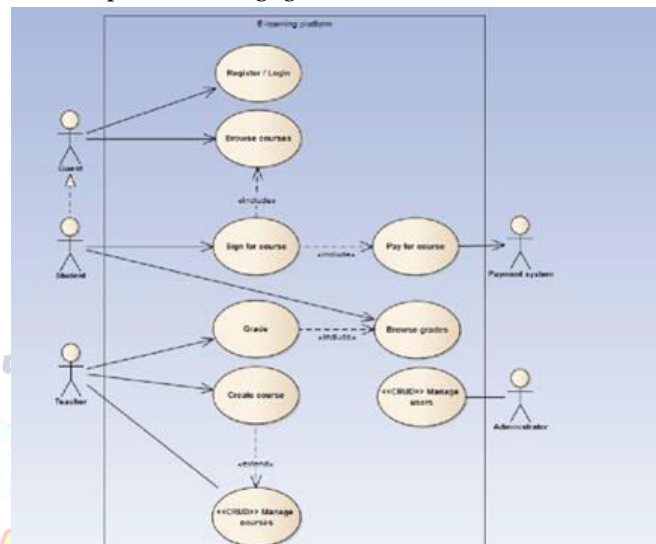 E-learning platform
Register / Login
Browse courses
Guest
«include»
Sign for course
«include»
Pay for course
Student
Payment system
Grade
«include»
Browse grades
Teacher
Create course
<<CRUD>> Manage
users
Administrator
«extend»
<<CRUD>> Manage
courses